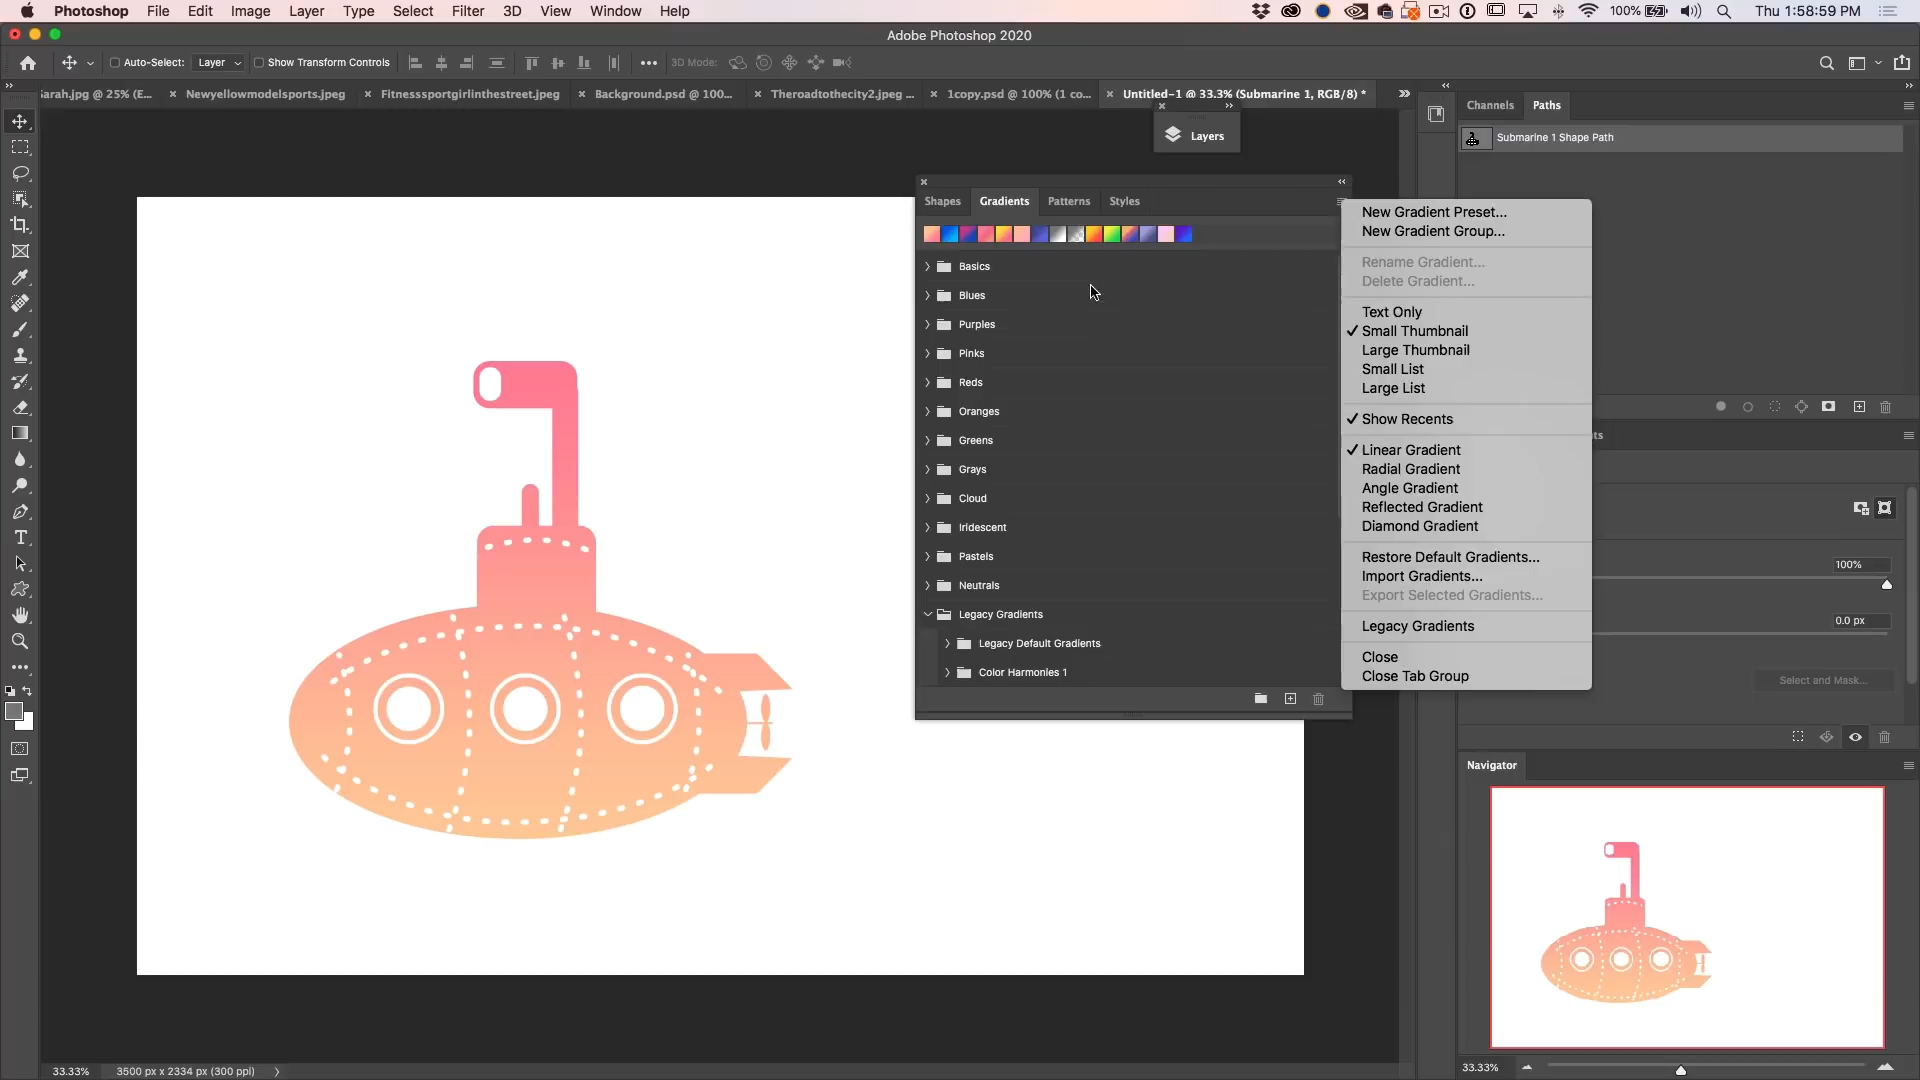 Photoshop File Edit Image Layer Type Select Filter 3D View Window Help 100% Thu 1:58:59 PM
Adobe Photoshop 2020
Auto-Select: Layer Show Transform Controls 3D Mode:
arah.jpg @ 25% (E... Newyellowmodelsports.jpeg Fitnesssportgirlinthestreet.jpeg Background.psd @ 100... Theroadtothecity2.jpeg ... 1copy.psd @ 100% (1 co... Untitled-1 @ 33.3% (Submarine 1, RGB/8) *
Layers
Channels Paths
Submarine 1 Shape Path
Shapes Gradients Patterns Styles
Basics
Blues
Purples
Pinks
Reds
Oranges
Greens
Grays
Cloud
Iridescent
Pastels
Neutrals
Legacy Gradients
Legacy Default Gradients
Color Harmonies 1
New Gradient Preset...
New Gradient Group...
Rename Gradient...
Delete Gradient...
Text Only
Small Thumbnail
Large Thumbnail
Small List
Large List
Show Recents
Linear Gradient
Radial Gradient
Angle Gradient
Reflected Gradient
Diamond Gradient
Restore Default Gradients...
Import Gradients...
Export Selected Gradients...
Legacy Gradients
Close
Close Tab Group
ts
100%
0.0 px
Select and Mask...
Navigator
33.33%
33.33% 3500 px x 2334 px (300 ppi)